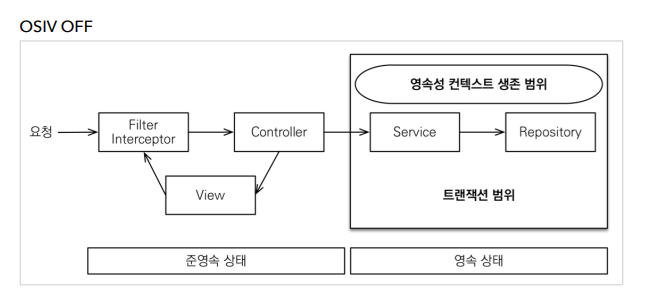 OSIV OFF
영속성 컨텍스트 생존 범위
요청
Filter
Interceptor
Controller
Service
Repository
View
트랜잭션 범위
준영속 상태
영속 상태